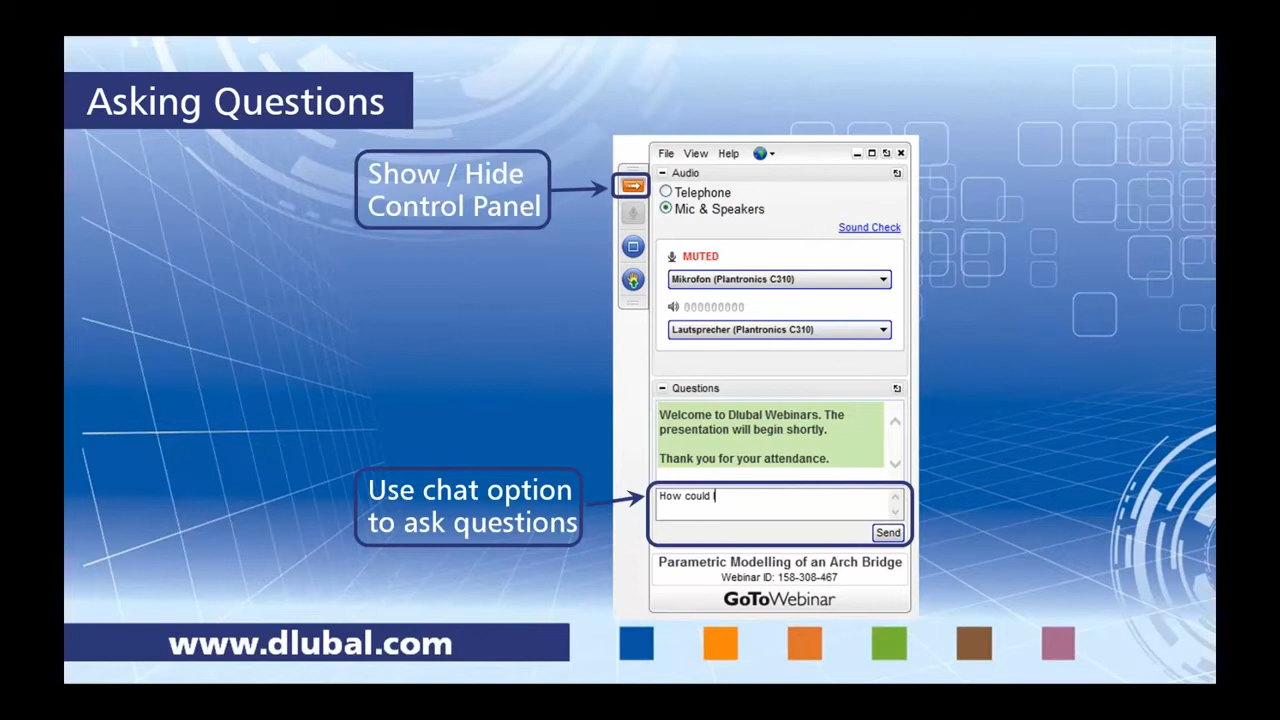 Asking Questions
Show / Hide
Control Panel
File View Help
Audio
Telephone
Mic & Speakers
Sound Check
MUTED
Mikrofon (Plantronics C310)
Lautsprecher (Plantronics C310)
Questions
Welcome to Dlubal Webinars. The
presentation will begin shortly.
Thank you for your attendance.
Use chat option
to ask questions
How could I
Send
Parametric Modelling of an Arch Bridge
Webinar ID: 158-308-467
GoToWebinar
www.dlubal.com